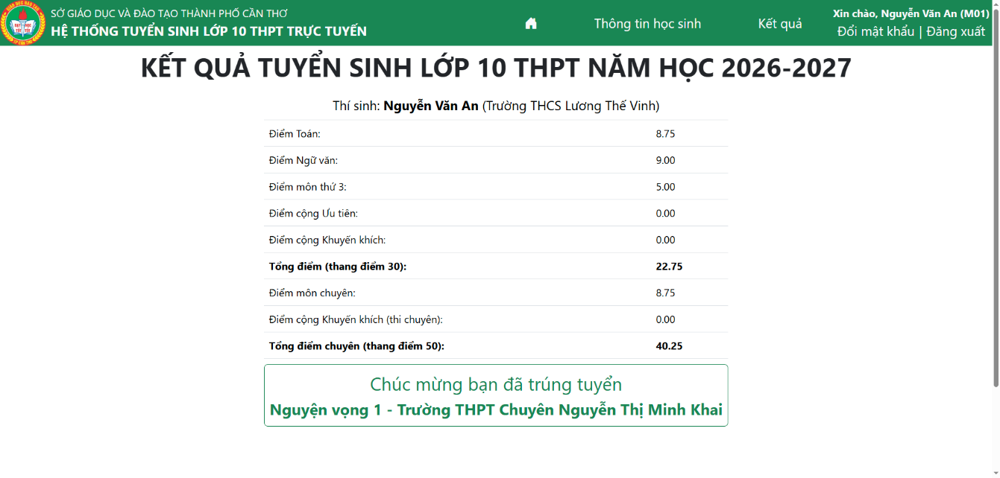 SỞ GIÁO DỤC VÀ ĐÀO TẠO THÀNH PHỐ CẦN THƠ
HỆ THỐNG TUYỂN SINH LỚP 10 THPT TRỰC TUYẾN
Thông tin học sinh
Kết quả
Xin chào, Nguyễn Văn An (M01)
Đổi mật khẩu | Đăng xuất
KẾT QUẢ TUYỂN SINH LỚP 10 THPT NĂM HỌC 2026-2027
Thí sinh: Nguyễn Văn An (Trường THCS Lương Thế Vinh)
Điểm Toán: 8.75
Điểm Ngữ văn: 9.00
Điểm môn thứ 3: 5.00
Điểm cộng Ưu tiên: 0.00
Điểm cộng Khuyến khích: 0.00
Tổng điểm (thang điểm 30): 22.75
Điểm môn chuyên: 8.75
Điểm cộng Khuyến khích (thi chuyên): 0.00
Tổng điểm chuyên (thang điểm 50): 40.25
Chúc mừng bạn đã trúng tuyển
Nguyện vọng 1 - Trường THPT Chuyên Nguyễn Thị Minh Khai